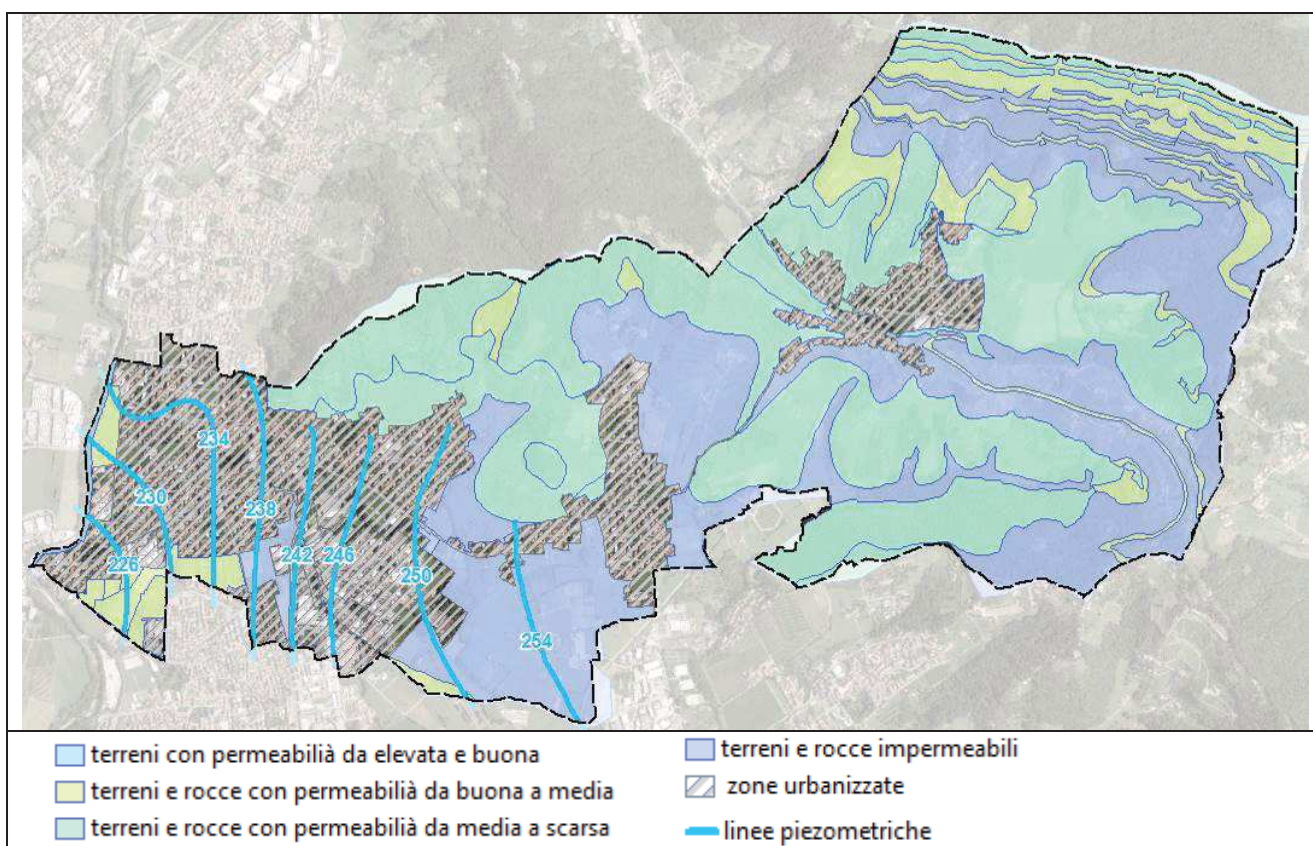 234
230
238
226
242
246
250
254
terreni con permeabilià da elevata e buona
terreni e rocce con permeabilià da buona a media
terreni e rocce con permeabilià da media a scarsa
terreni e rocce impermeabili
zone urbanizzate
linee piezometriche